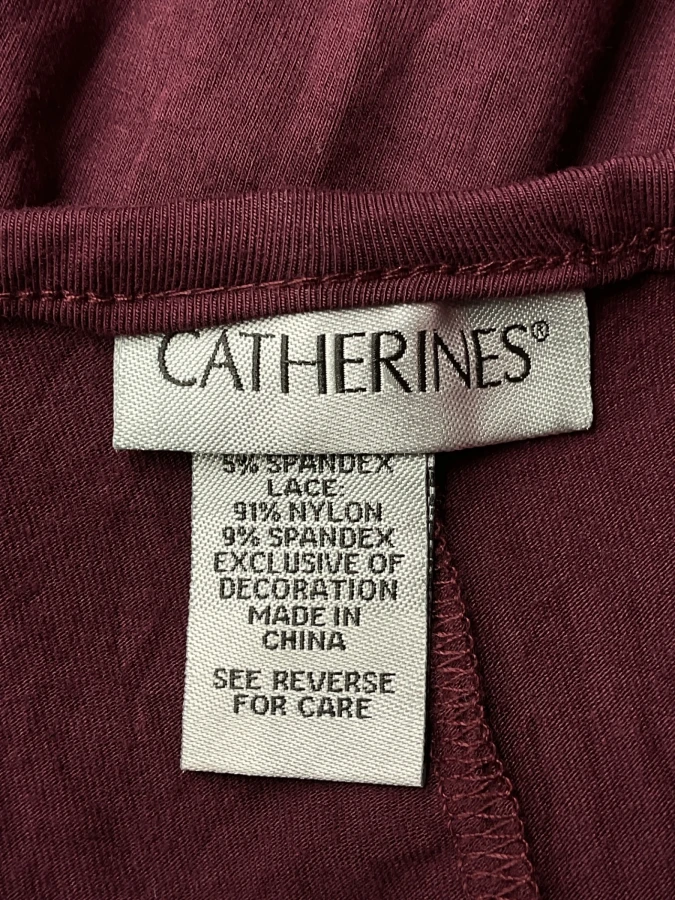 CATHERINES®
5% SPANDEX
LACE:
91% NYLON
9% SPANDEX
EXCLUSIVE OF
DECORATION
MADE IN
CHINA
SEE REVERSE
FOR CARE